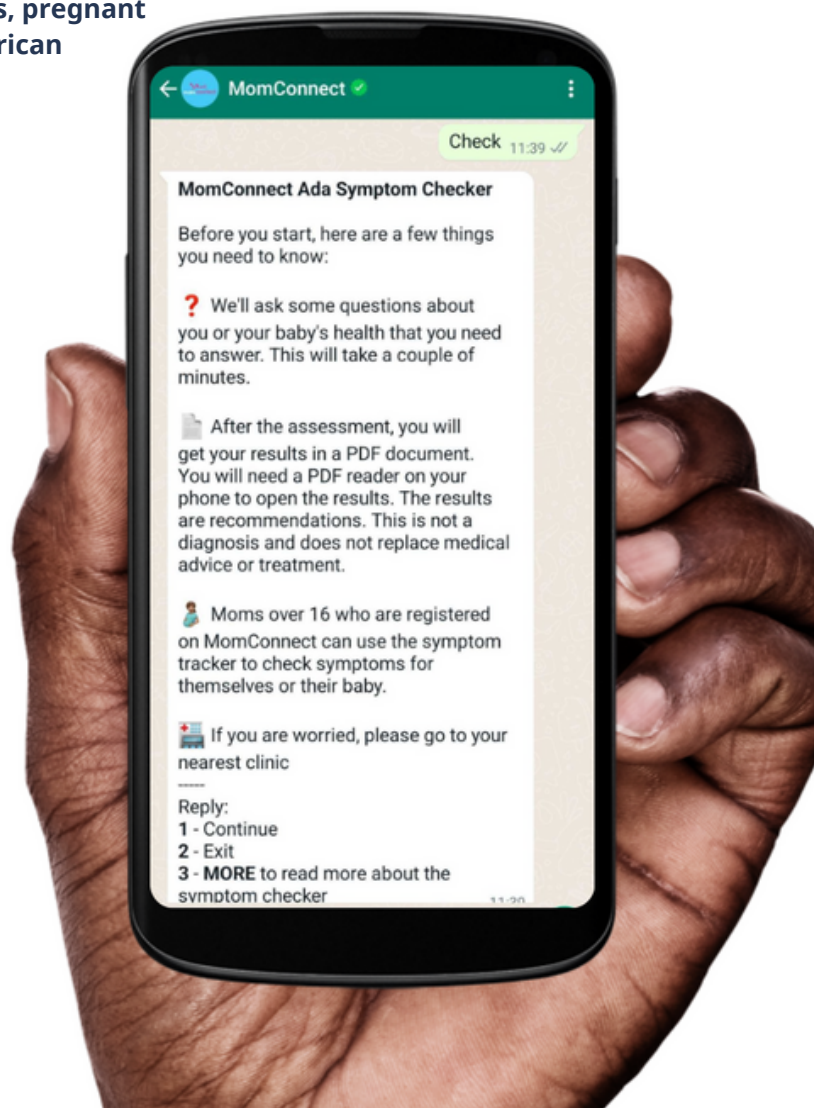 s, pregnant
rican
MomConnect
Check 11:39
MomConnect Ada Symptom Checker
Before you start, here are a few things
you need to know:
❓ We'll ask some questions about
you or your baby's health that you need
to answer. This will take a couple of
minutes.
📄 After the assessment, you will
get your results in a PDF document.
You will need a PDF reader on your
phone to open the results. The results
are recommendations. This is not a
diagnosis and does not replace medical
advice or treatment.
🤱🏽 Moms over 16 who are registered
on MomConnect can use the symptom
tracker to check symptoms for
themselves or their baby.
🏥 If you are worried, please go to your
nearest clinic
-----
Reply:
1 - Continue
2 - Exit
3 - MORE to read more about the
symptom checker